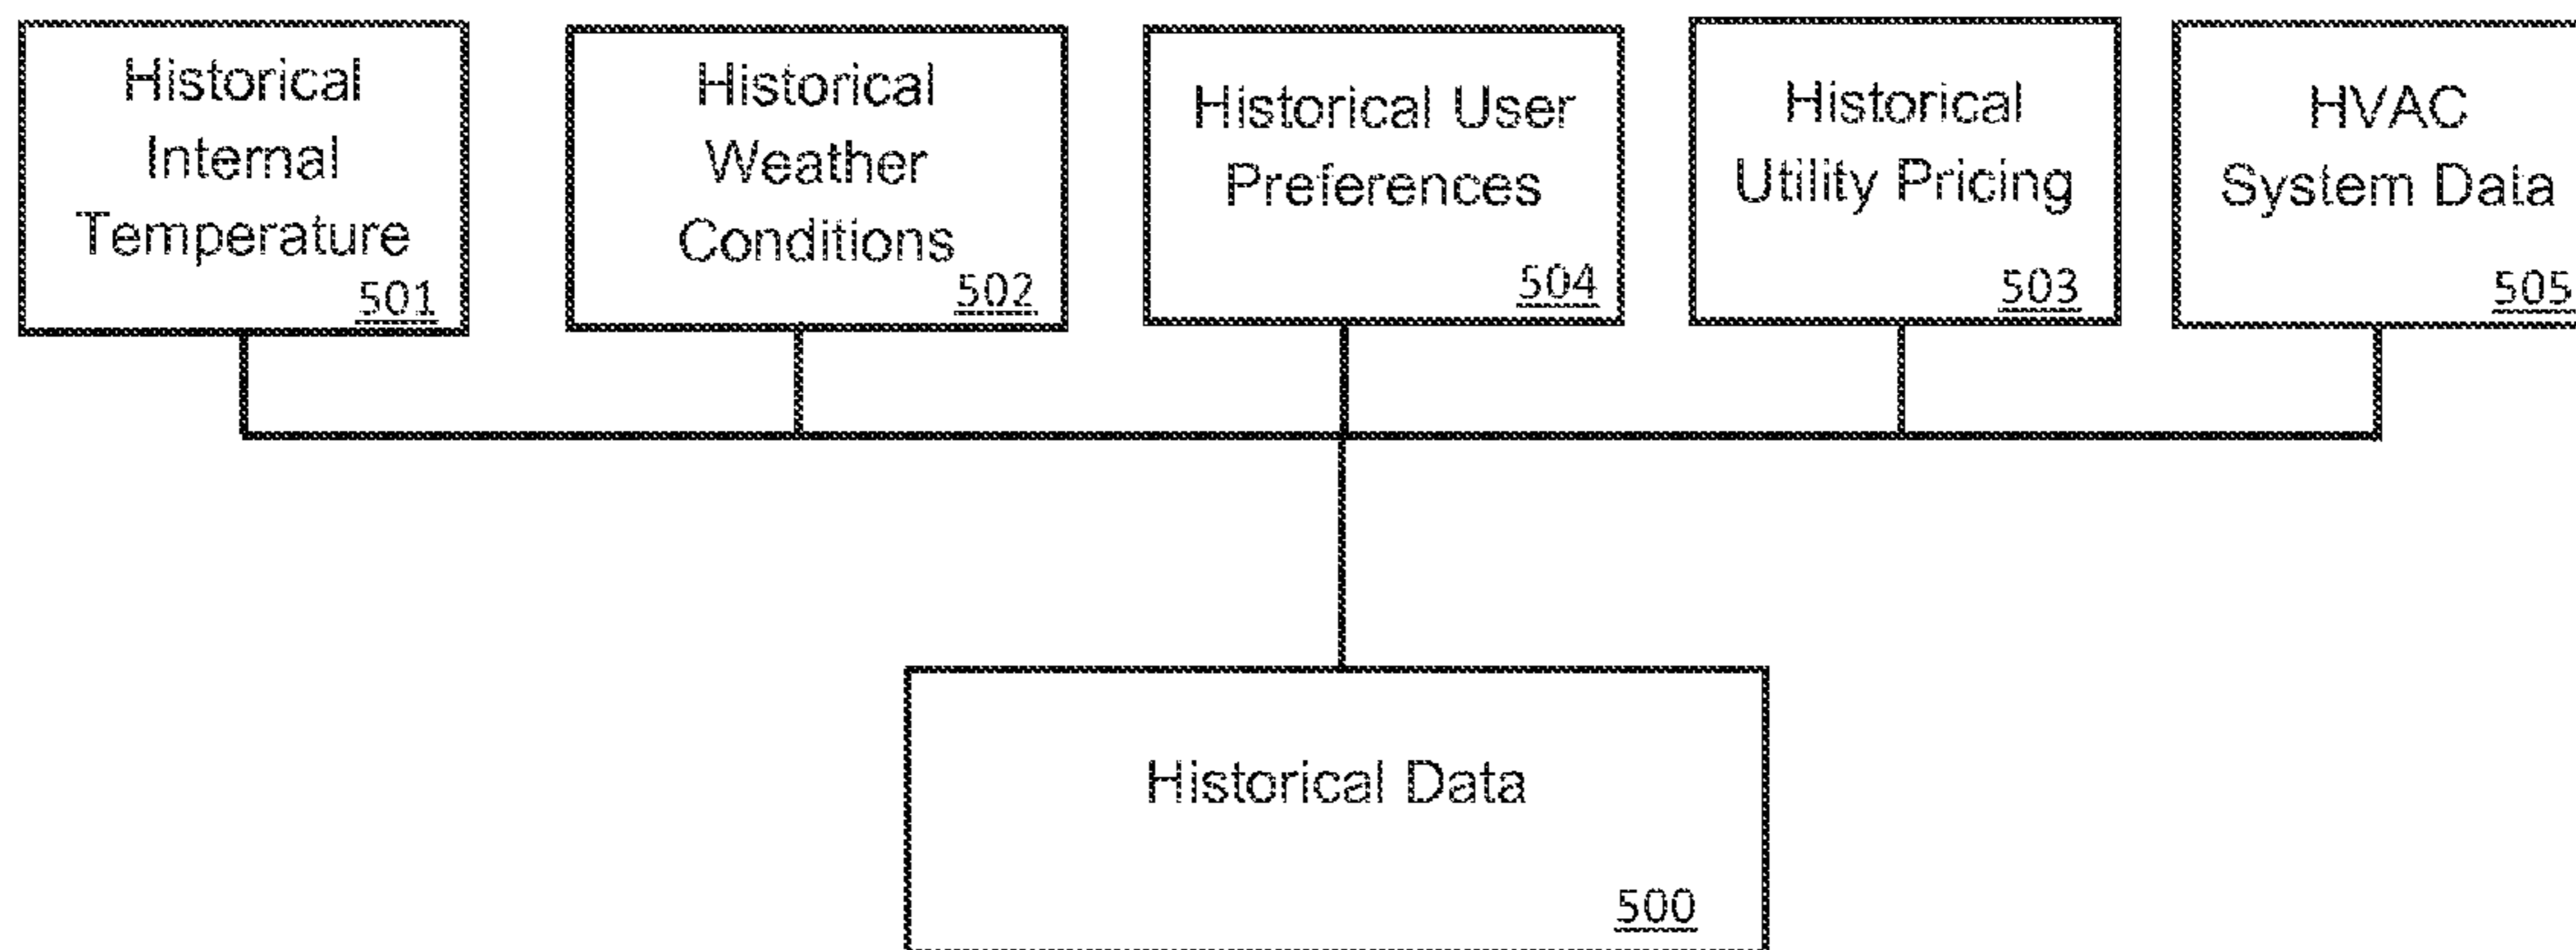 Historical
Internal
Temperature
501
Historical
Weather
Conditions
502
Historical User
Preferences
504
Historical
Utility Pricing
503
HVAC
System Data
505
Historical Data
500